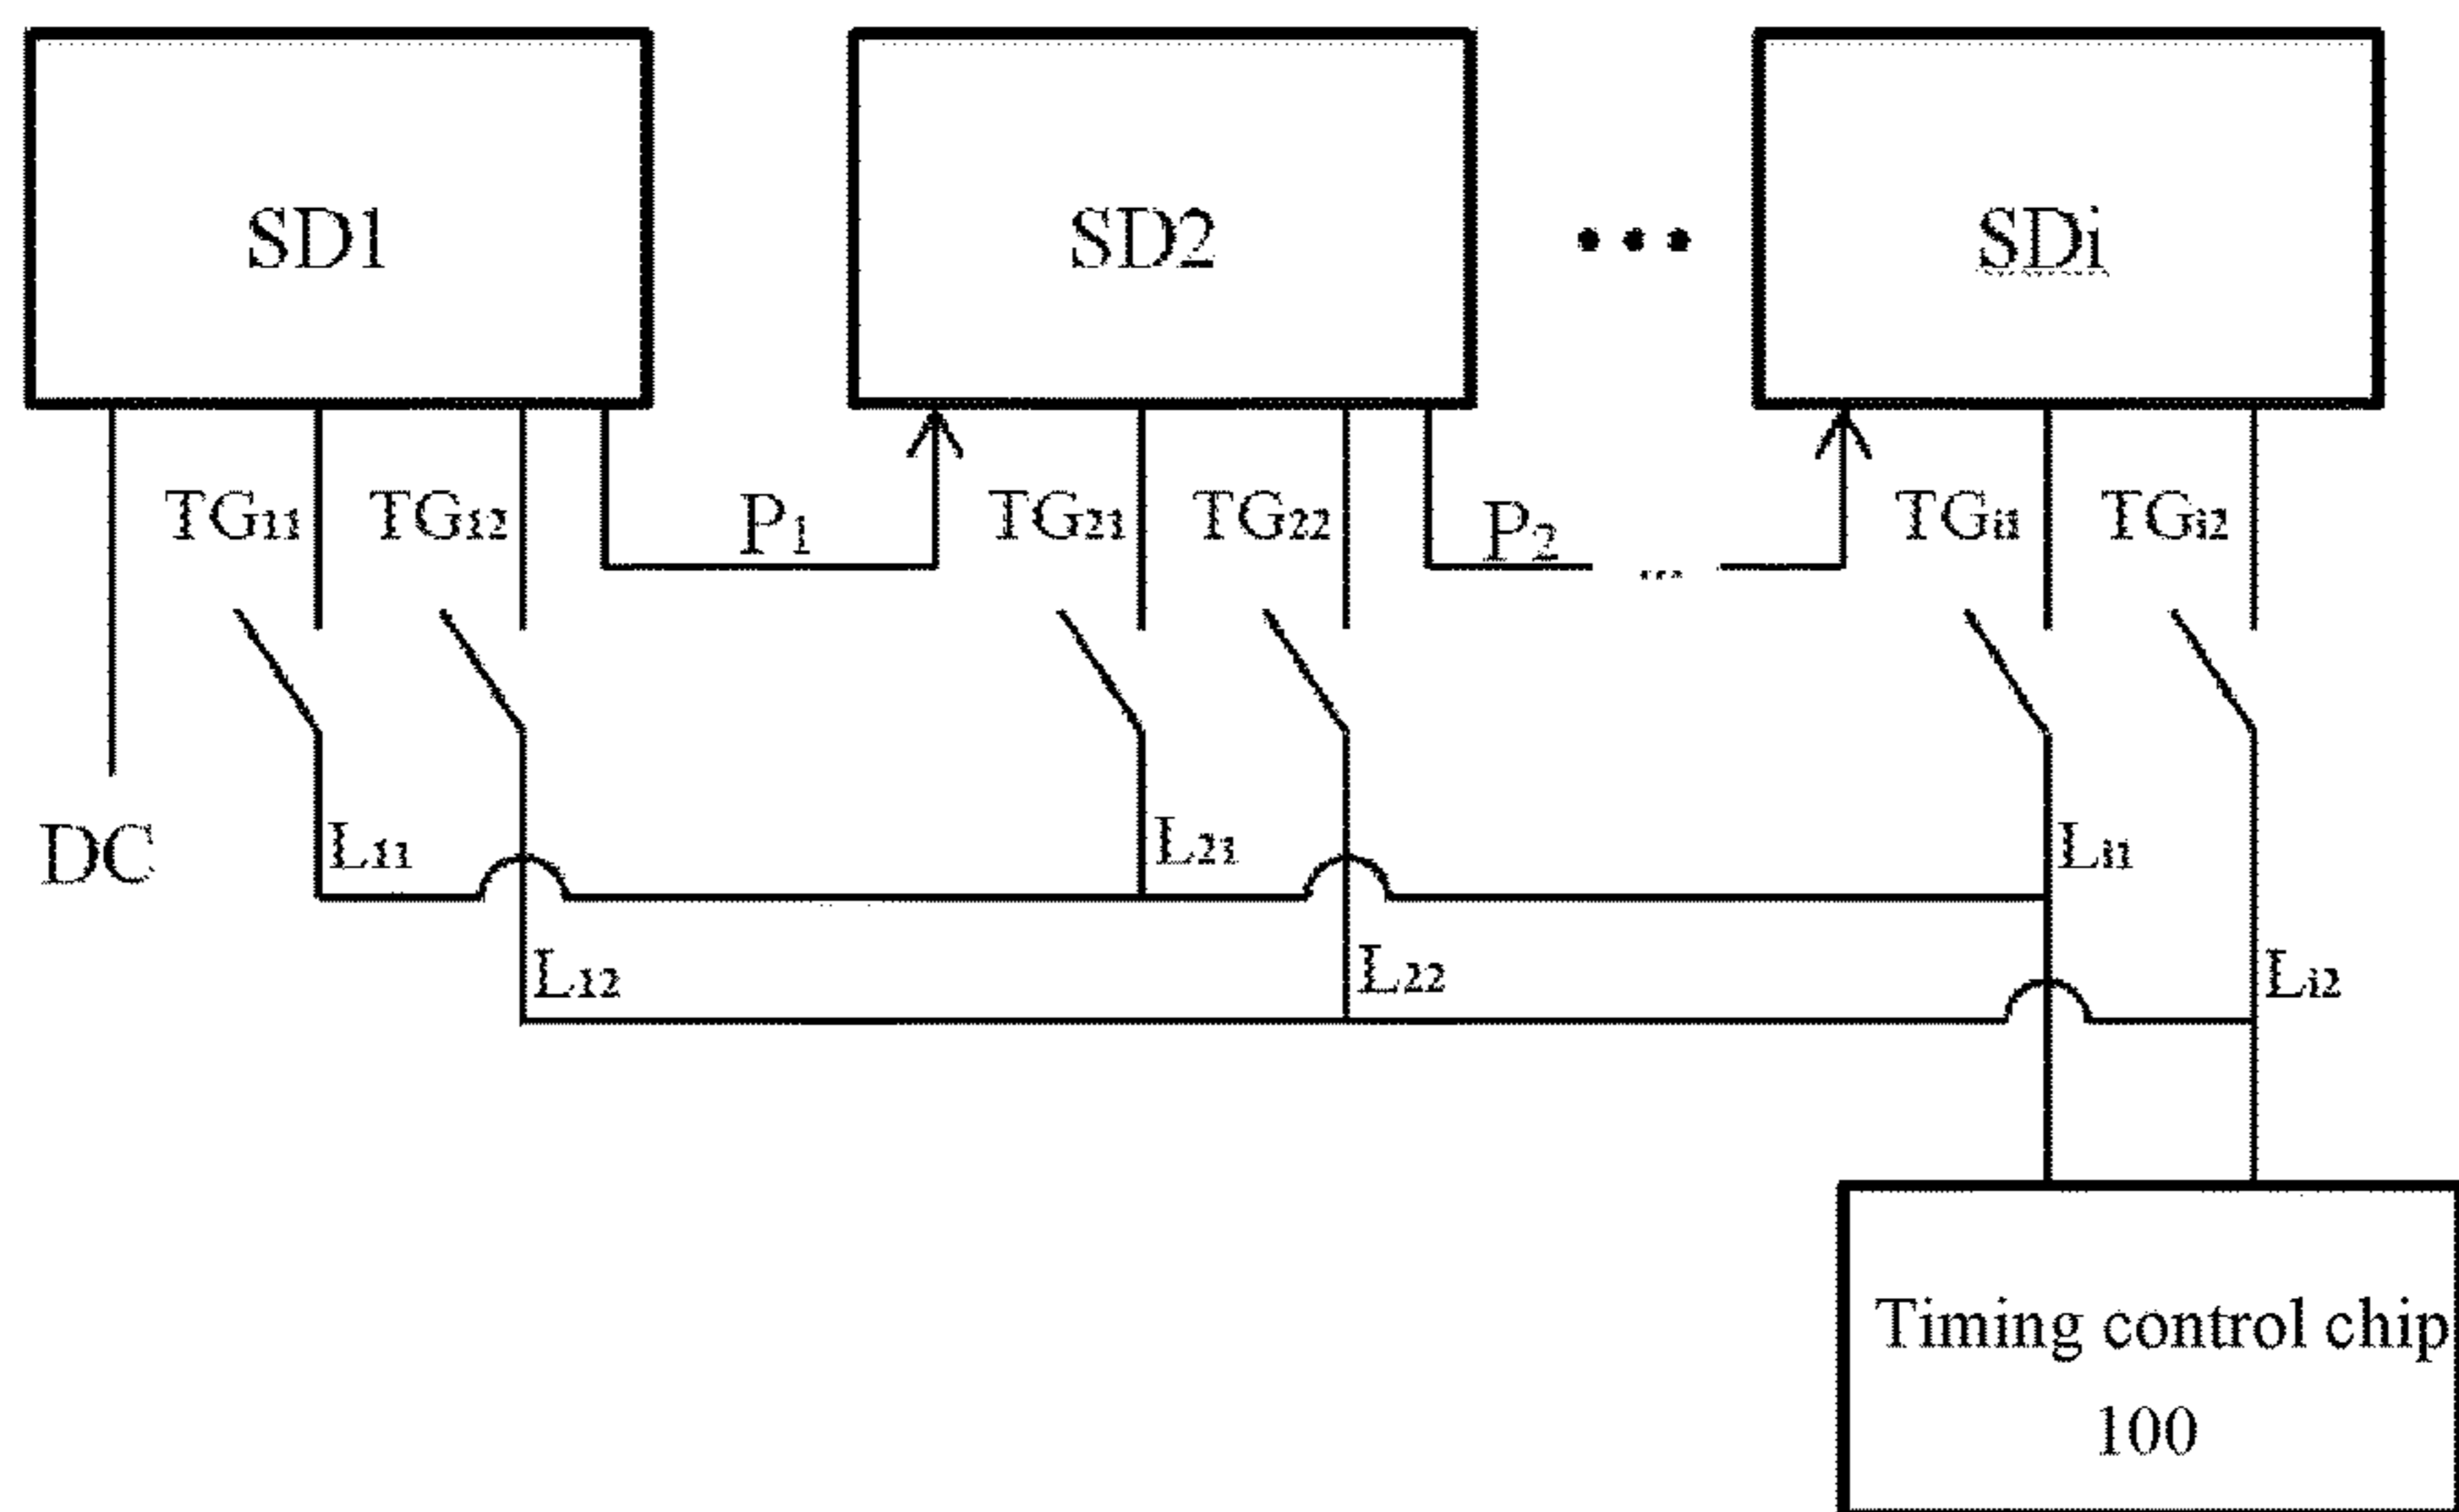 SD1
SD2
SDi
TG11
TG12
P1
TG21
TG22
P2
TGi1
TGi2
DC
L11
L21
Li1
L12
L22
Li2
Timing control chip
100